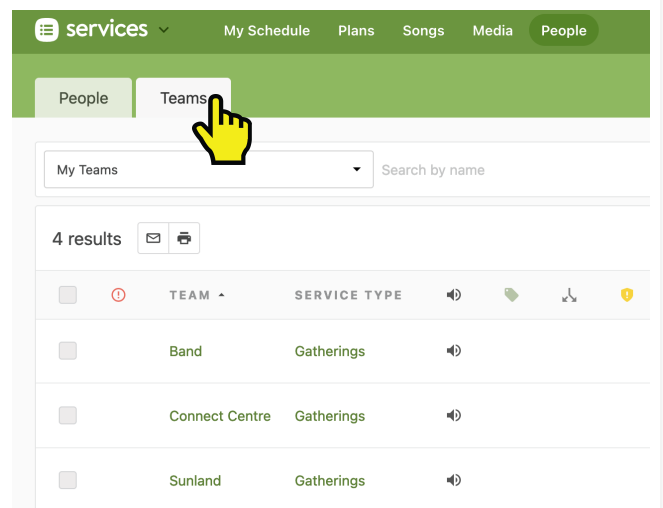 services My Schedule Plans Songs Media People
People Teams
My Teams Search by name
4 results
TEAM SERVICE TYPE
Band Gatherings
Connect Centre Gatherings
Sunland Gatherings